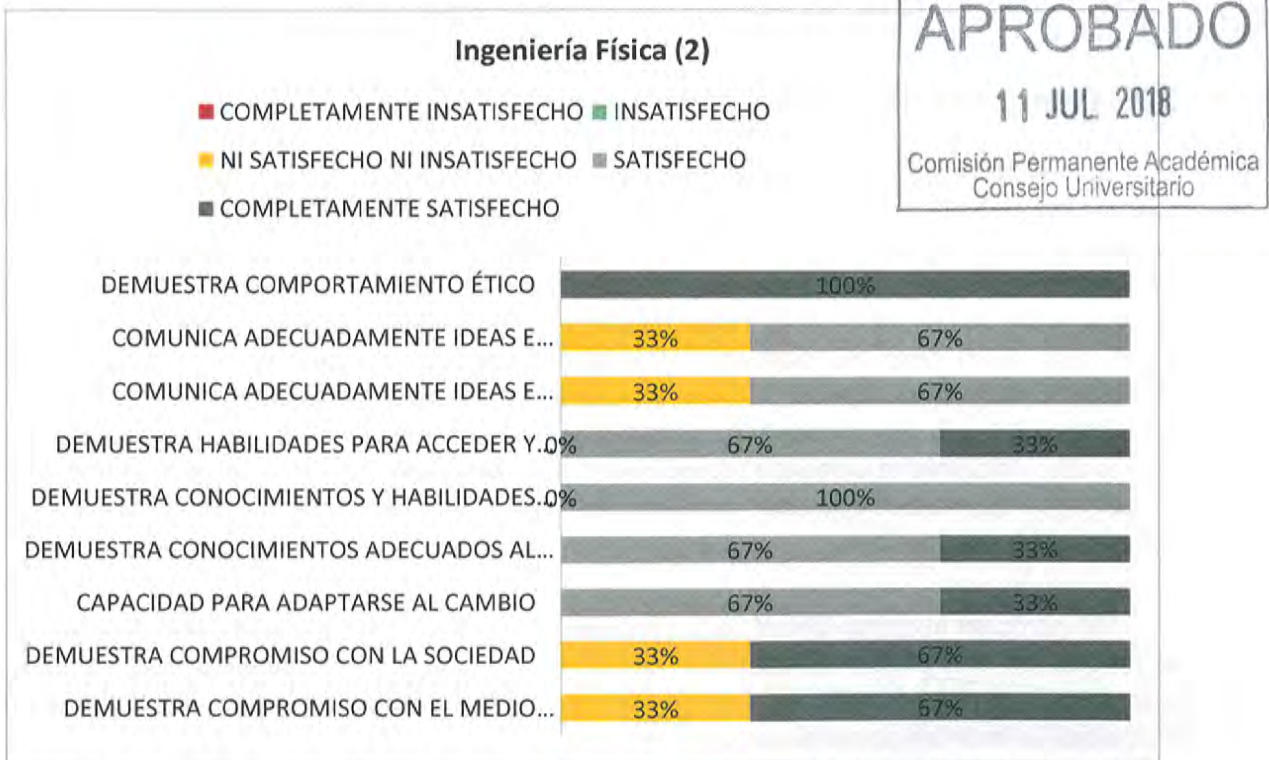 Ingeniería Física (2)
APROBADO
11 JUL 2018
Comisión Permanente Académica
Consejo Universitario
COMPLETAMENTE INSATISFECHO INSATISFECHO
NI SATISFECHO NI INSATISFECHO SATISFECHO
COMPLETAMENTE SATISFECHO
DEMUESTRA COMPORTAMIENTO ÉTICO 100%
COMUNICA ADECUADAMENTE IDEAS E... 33% 67%
COMUNICA ADECUADAMENTE IDEAS E... 33% 67%
DEMUESTRA HABILIDADES PARA ACCEDER Y... 0% 67% 33%
DEMUESTRA CONOCIMIENTOS Y HABILIDADES... 0% 100%
DEMUESTRA CONOCIMIENTOS ADECUADOS AL... 67% 33%
CAPACIDAD PARA ADAPTARSE AL CAMBIO 67% 33%
DEMUESTRA COMPROMISO CON LA SOCIEDAD 33% 67%
DEMUESTRA COMPROMISO CON EL MEDIO... 33% 67%